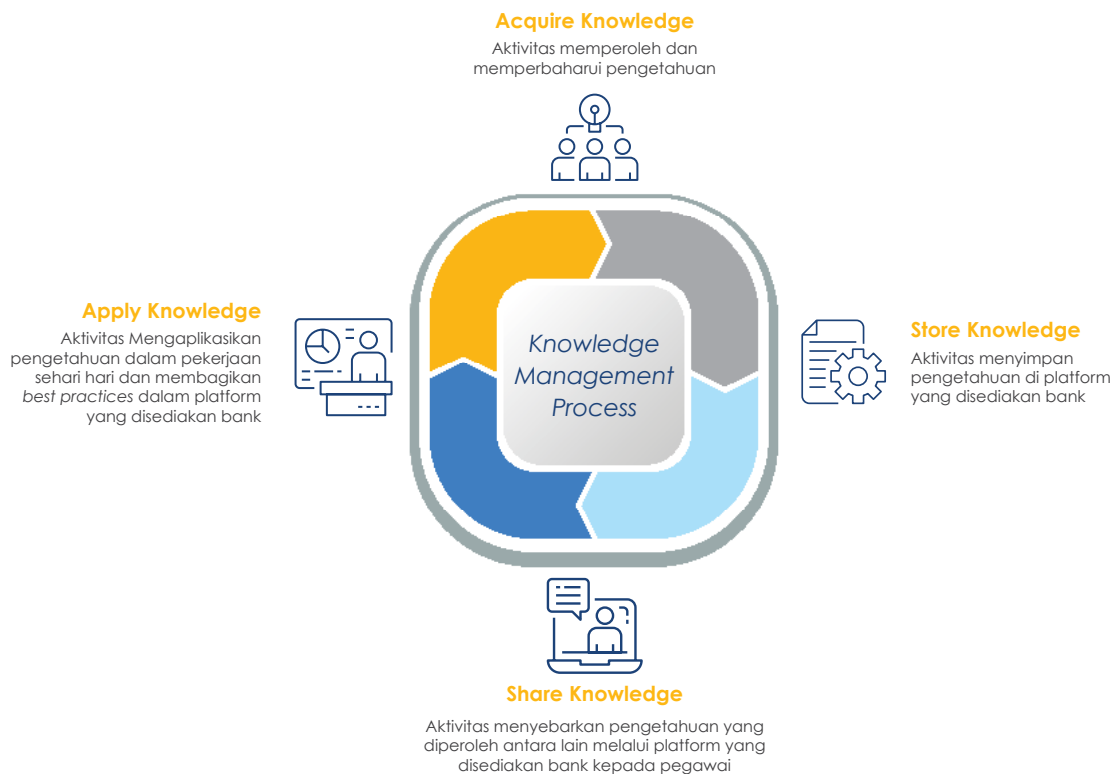 Acquire Knowledge
Aktivitas memperoleh dan
memperbaharui pengetahuan
Apply Knowledge
Aktivitas Mengaplikasikan
pengetahuan dalam pekerjaan
sehari hari dan membagikan
best practices dalam platform
yang disediakan bank
Knowledge
Management
Process
Store Knowledge
Aktivitas menyimpan
pengetahuan di platform
yang disediakan bank
Share Knowledge
Aktivitas menyebarkan pengetahuan yang
diperoleh antara lain melalui platform yang
disediakan bank kepada pegawai